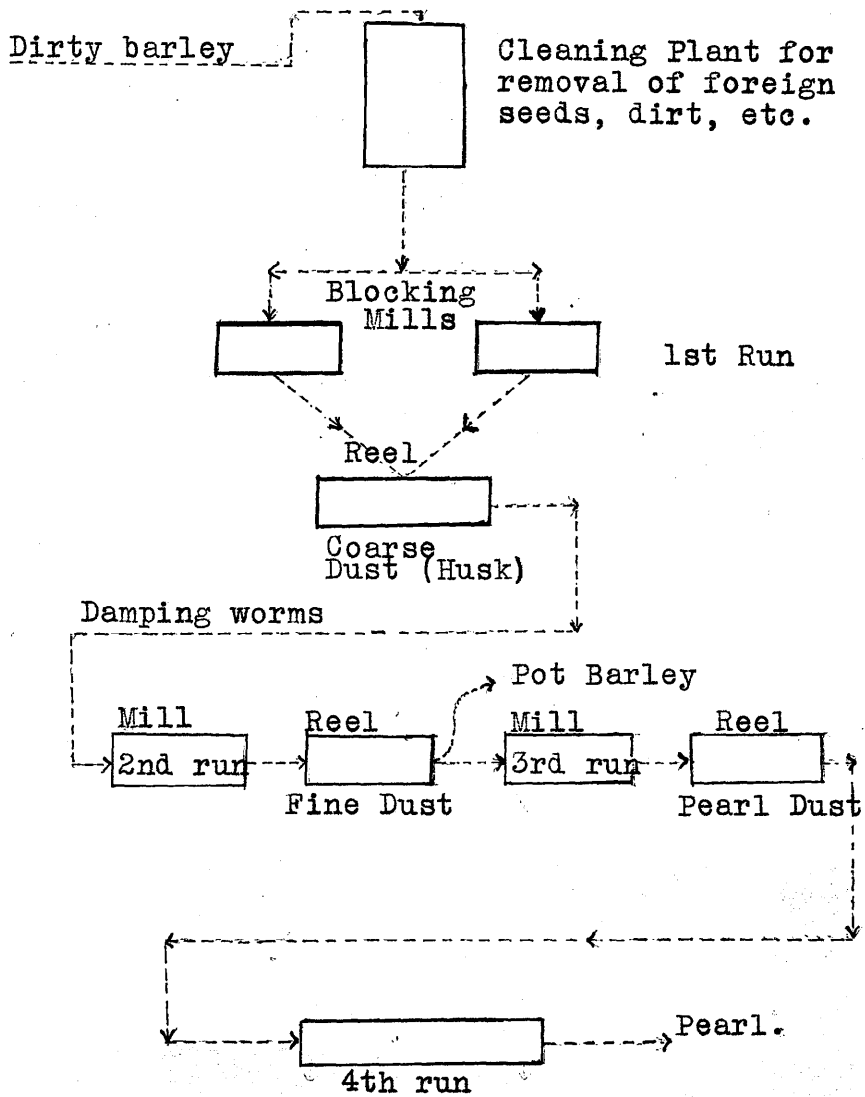 Dirty barley
Cleaning Plant for
removal of foreign
seeds, dirt, etc.
Blocking
Mills
1st Run
Reel
Coarse
Dust (Husk)
Damping worms
Pot Barley
Mill
Reel
Mill
Reel
2nd run
3rd run
Fine Dust
Pearl Dust
Pearl.
4th run